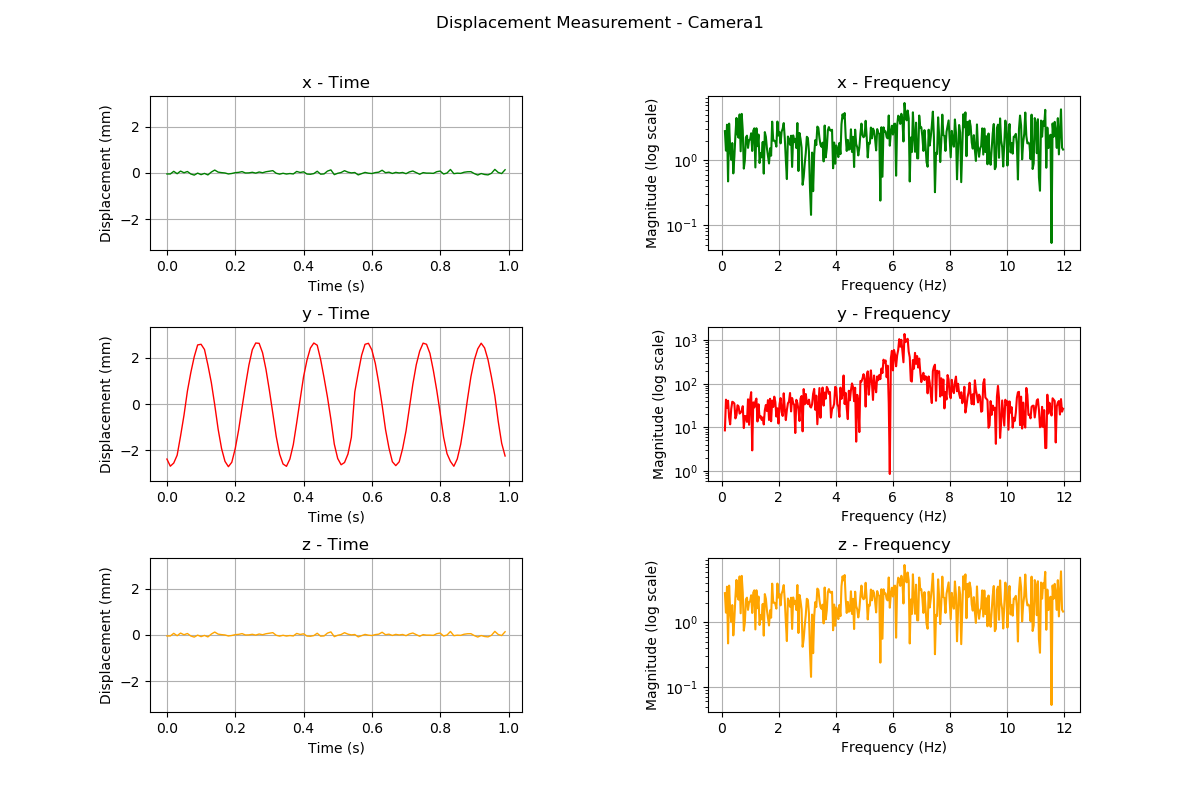 Displacement Measurement - Camera1
x - Time
Displacement (mm)
2
0
−2
0.0 0.2 0.4 0.6 0.8 1.0
Time (s)
x - Frequency
Magnitude (log scale)
10⁰
10⁻¹
0 2 4 6 8 10 12
Frequency (Hz)
y - Time
Displacement (mm)
2
0
−2
0.0 0.2 0.4 0.6 0.8 1.0
Time (s)
y - Frequency
Magnitude (log scale)
10³
10²
10¹
10⁰
0 2 4 6 8 10 12
Frequency (Hz)
z - Time
Displacement (mm)
2
0
−2
0.0 0.2 0.4 0.6 0.8 1.0
Time (s)
z - Frequency
Magnitude (log scale)
10⁰
10⁻¹
0 2 4 6 8 10 12
Frequency (Hz)